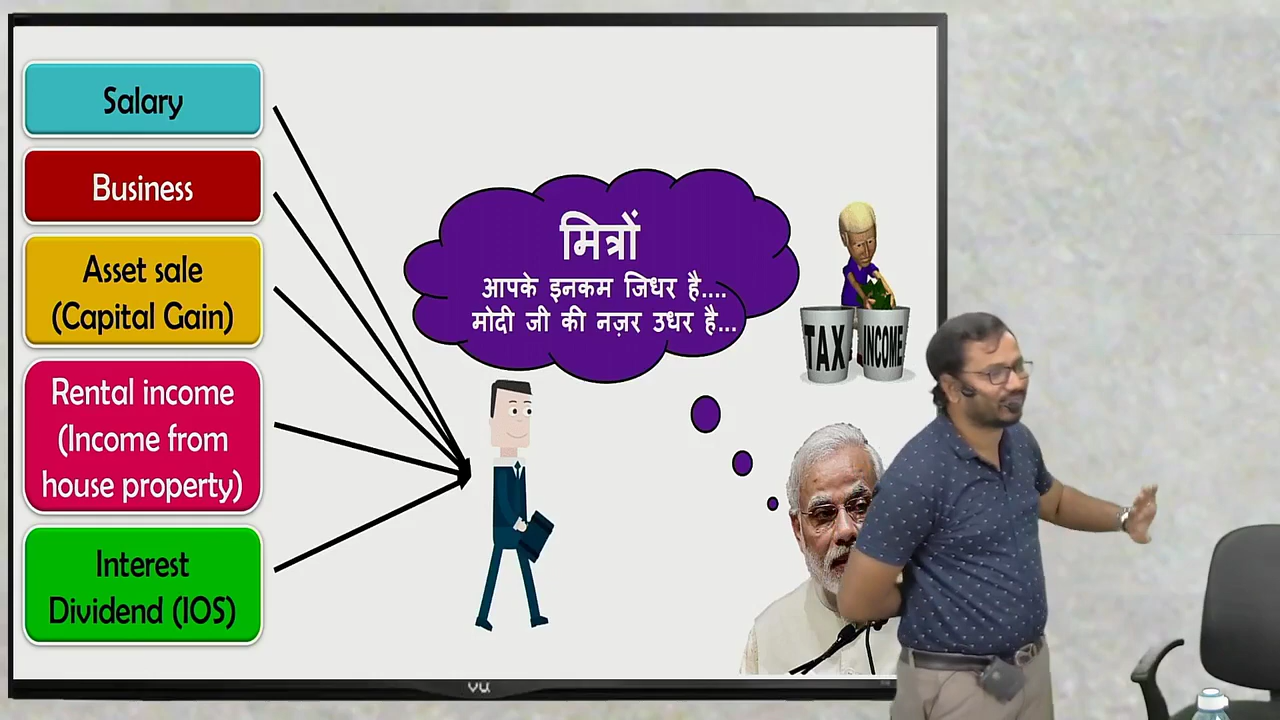 Salary
Business
Asset sale
(Capital Gain)
Rental income
(Income from
house property)
Interest
Dividend (IOS)
मित्रों
आपके इनकम जिधर है....
मोदी जी की नज़र उधर है...
TAX
INCOME
vu